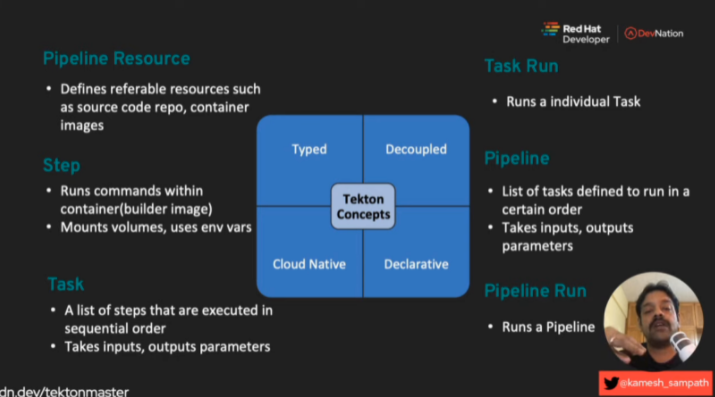 Red Hat
Developer
DevNation
Pipeline Resource
• Defines referable resources such
as source code repo, container
images
Step
• Runs commands within
container(builder image)
• Mounts volumes, uses env vars
Task
• A list of steps that are executed in
sequential order
• Takes inputs, outputs parameters
Typed
Decoupled
Tekton
Concepts
Cloud Native
Declarative
Task Run
• Runs a individual Task
Pipeline
• List of tasks defined to run in a
certain order
• Takes inputs, outputs
parameters
Pipeline Run
• Runs a Pipeline
@kamesh_sampath
dn.dev/tektonmaster